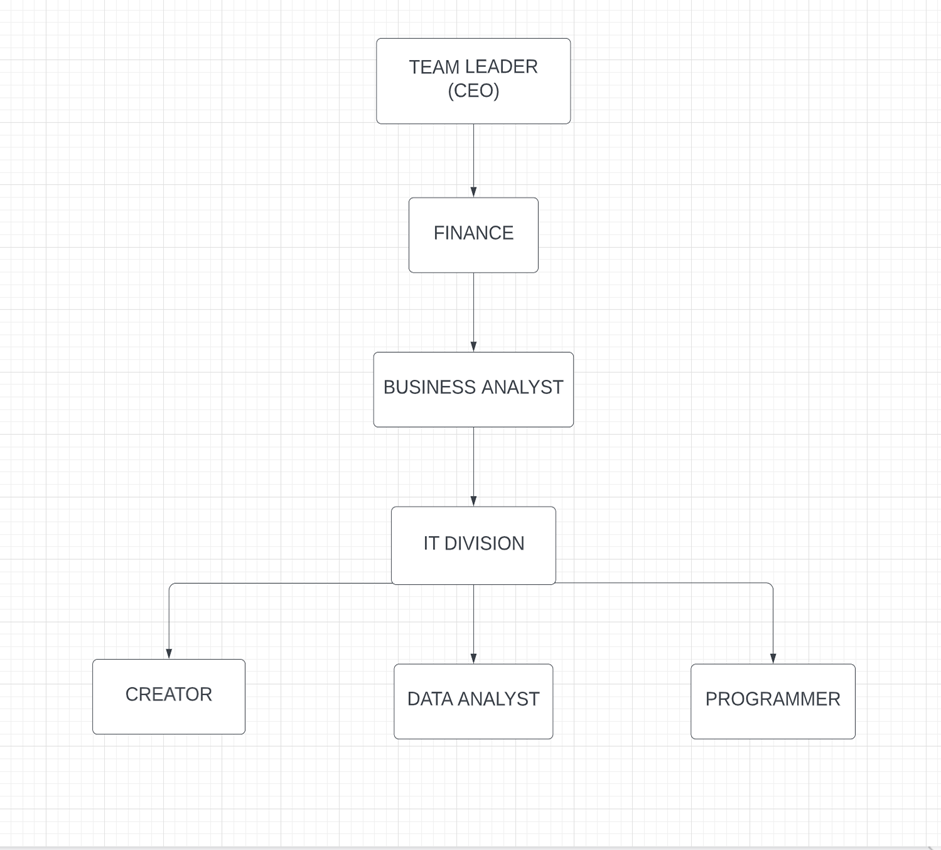 TEAM LEADER
(CEO)
FINANCE
BUSINESS ANALYST
IT DIVISION
CREATOR
DATA ANALYST
PROGRAMMER